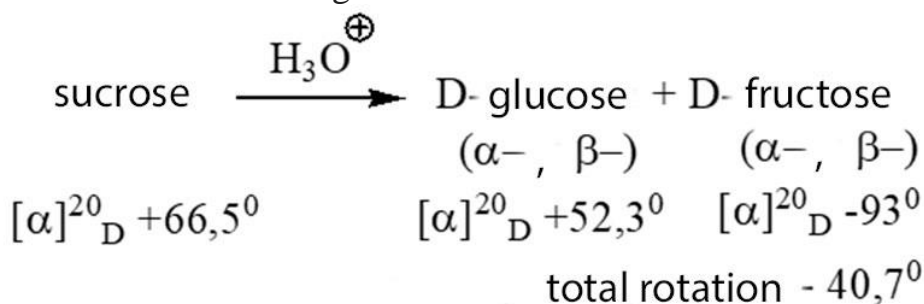 H₃O⊕
sucrose D- glucose + D- fructose
(α–, β–) (α–, β–)
[α]²⁰D +66,5⁰ [α]²⁰D +52,3⁰ [α]²⁰D -93⁰
total rotation - 40,7⁰